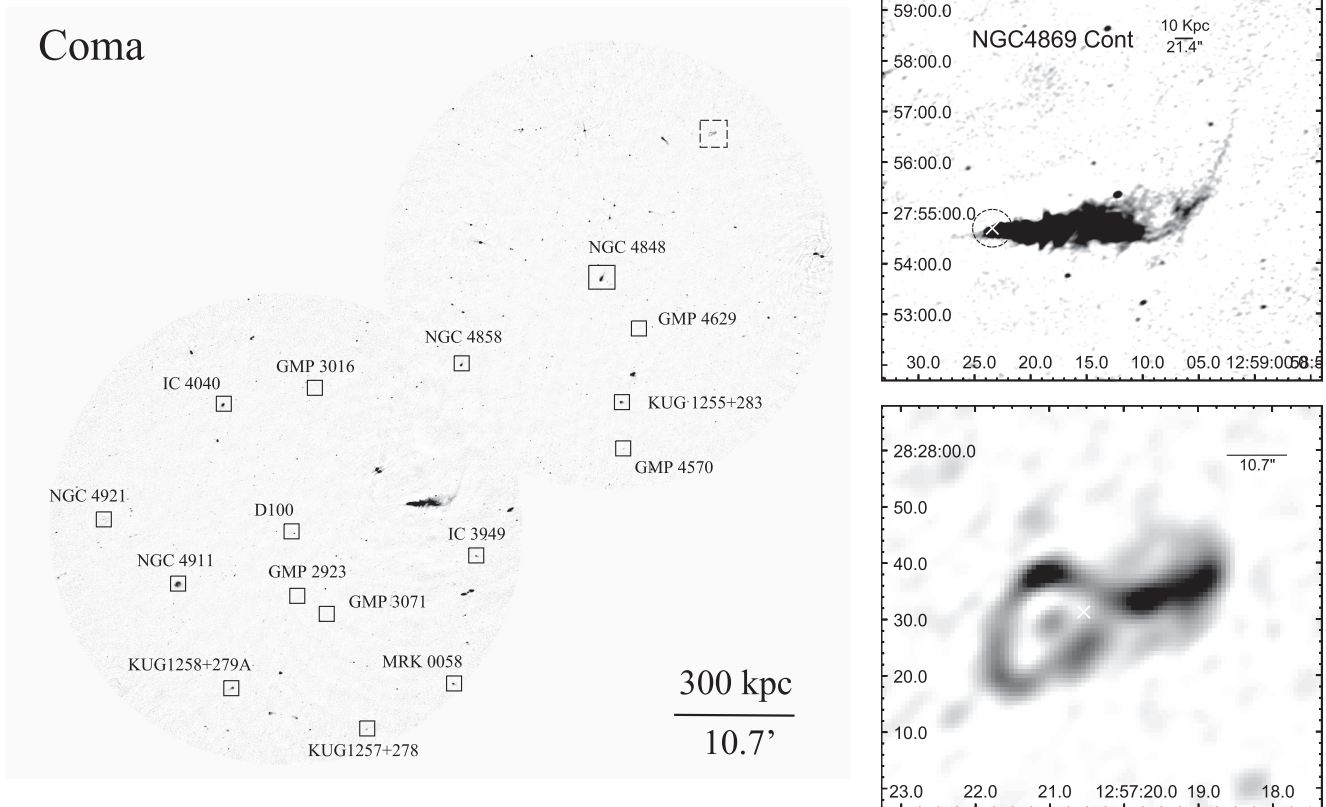 Coma
NGC 4848
GMP 4629
NGC 4858
GMP 3016
IC 4040
KUG 1255+283
GMP 4570
NGC 4921
D100
IC 3949
NGC 4911
GMP 2923
GMP 3071
KUG1258+279A
MRK 0058
KUG1257+278
300 kpc
10.7’
59:00.0
NGC4869 Cont
10 Kpc
21.4"
58:00.0
57:00.0
56:00.0
27:55:00.0
54:00.0
53:00.0
30.0 25.0 20.0 15.0 10.0 05.0 12:59:00.0
28:28:00.0
10.7"
50.0
40.0
30.0
20.0
10.0
23.0 22.0 21.0 12:57:20.0 19.0 18.0